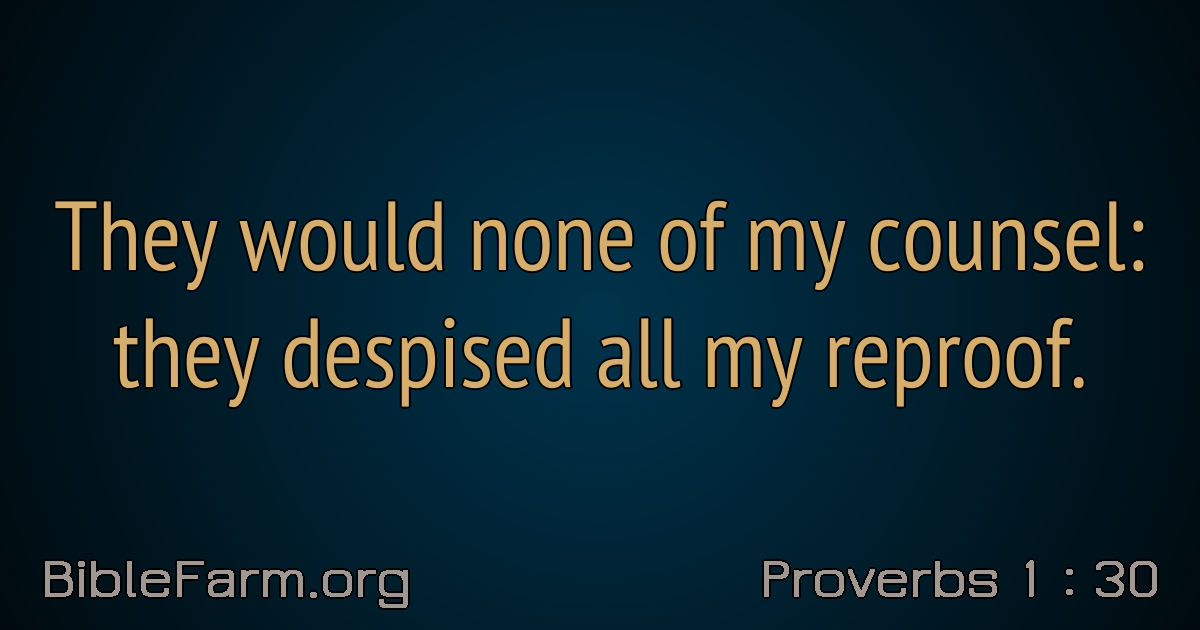 They would none of my counsel:
they despised all my reproof.
BibleFarm.org
Proverbs 1 : 30